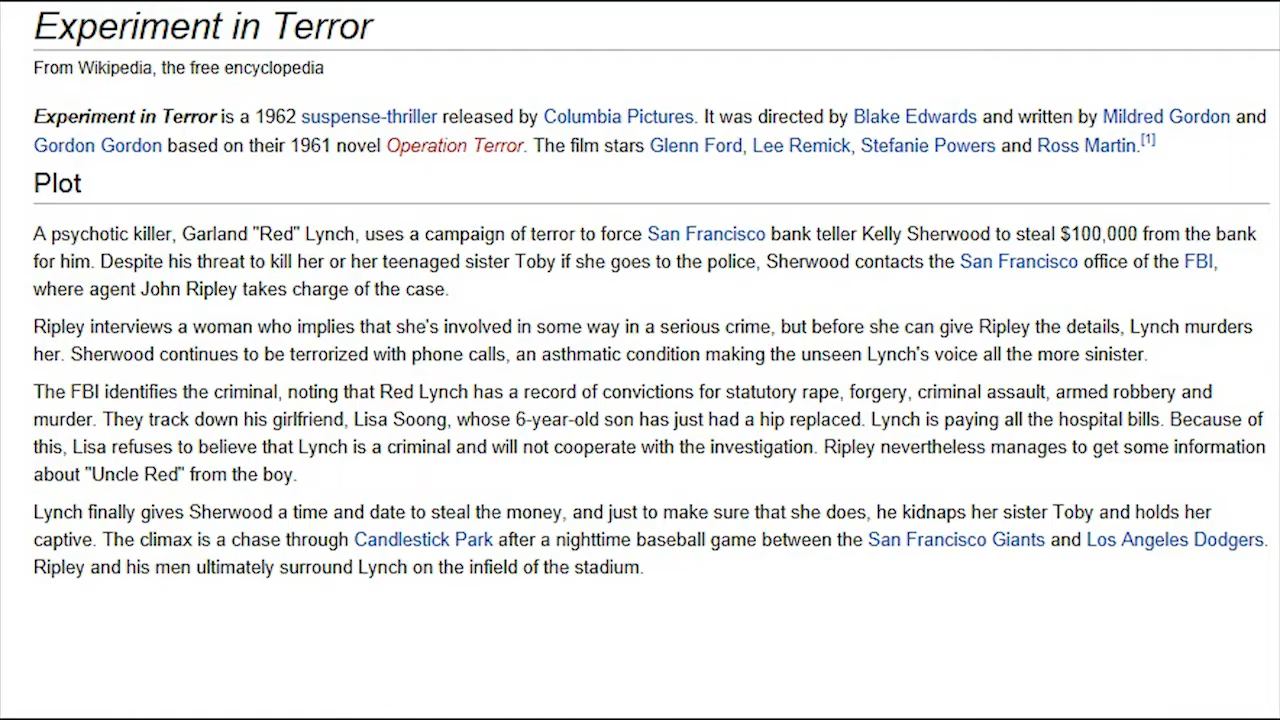 Experiment in Terror
From Wikipedia, the free encyclopedia
Experiment in Terror is a 1962 suspense-thriller released by Columbia Pictures. It was directed by Blake Edwards and written by Mildred Gordon and
Gordon Gordon based on their 1961 novel Operation Terror. The film stars Glenn Ford, Lee Remick, Stefanie Powers and Ross Martin.[1]
Plot
A psychotic killer, Garland "Red" Lynch, uses a campaign of terror to force San Francisco bank teller Kelly Sherwood to steal $100,000 from the bank
for him. Despite his threat to kill her or her teenaged sister Toby if she goes to the police, Sherwood contacts the San Francisco office of the FBI,
where agent John Ripley takes charge of the case.
Ripley interviews a woman who implies that she's involved in some way in a serious crime, but before she can give Ripley the details, Lynch murders
her. Sherwood continues to be terrorized with phone calls, an asthmatic condition making the unseen Lynch's voice all the more sinister.
The FBI identifies the criminal, noting that Red Lynch has a record of convictions for statutory rape, forgery, criminal assault, armed robbery and
murder. They track down his girlfriend, Lisa Soong, whose 6-year-old son has just had a hip replaced. Lynch is paying all the hospital bills. Because of
this, Lisa refuses to believe that Lynch is a criminal and will not cooperate with the investigation. Ripley nevertheless manages to get some information
about "Uncle Red" from the boy.
Lynch finally gives Sherwood a time and date to steal the money, and just to make sure that she does, he kidnaps her sister Toby and holds her
captive. The climax is a chase through Candlestick Park after a nighttime baseball game between the San Francisco Giants and Los Angeles Dodgers.
Ripley and his men ultimately surround Lynch on the infield of the stadium.